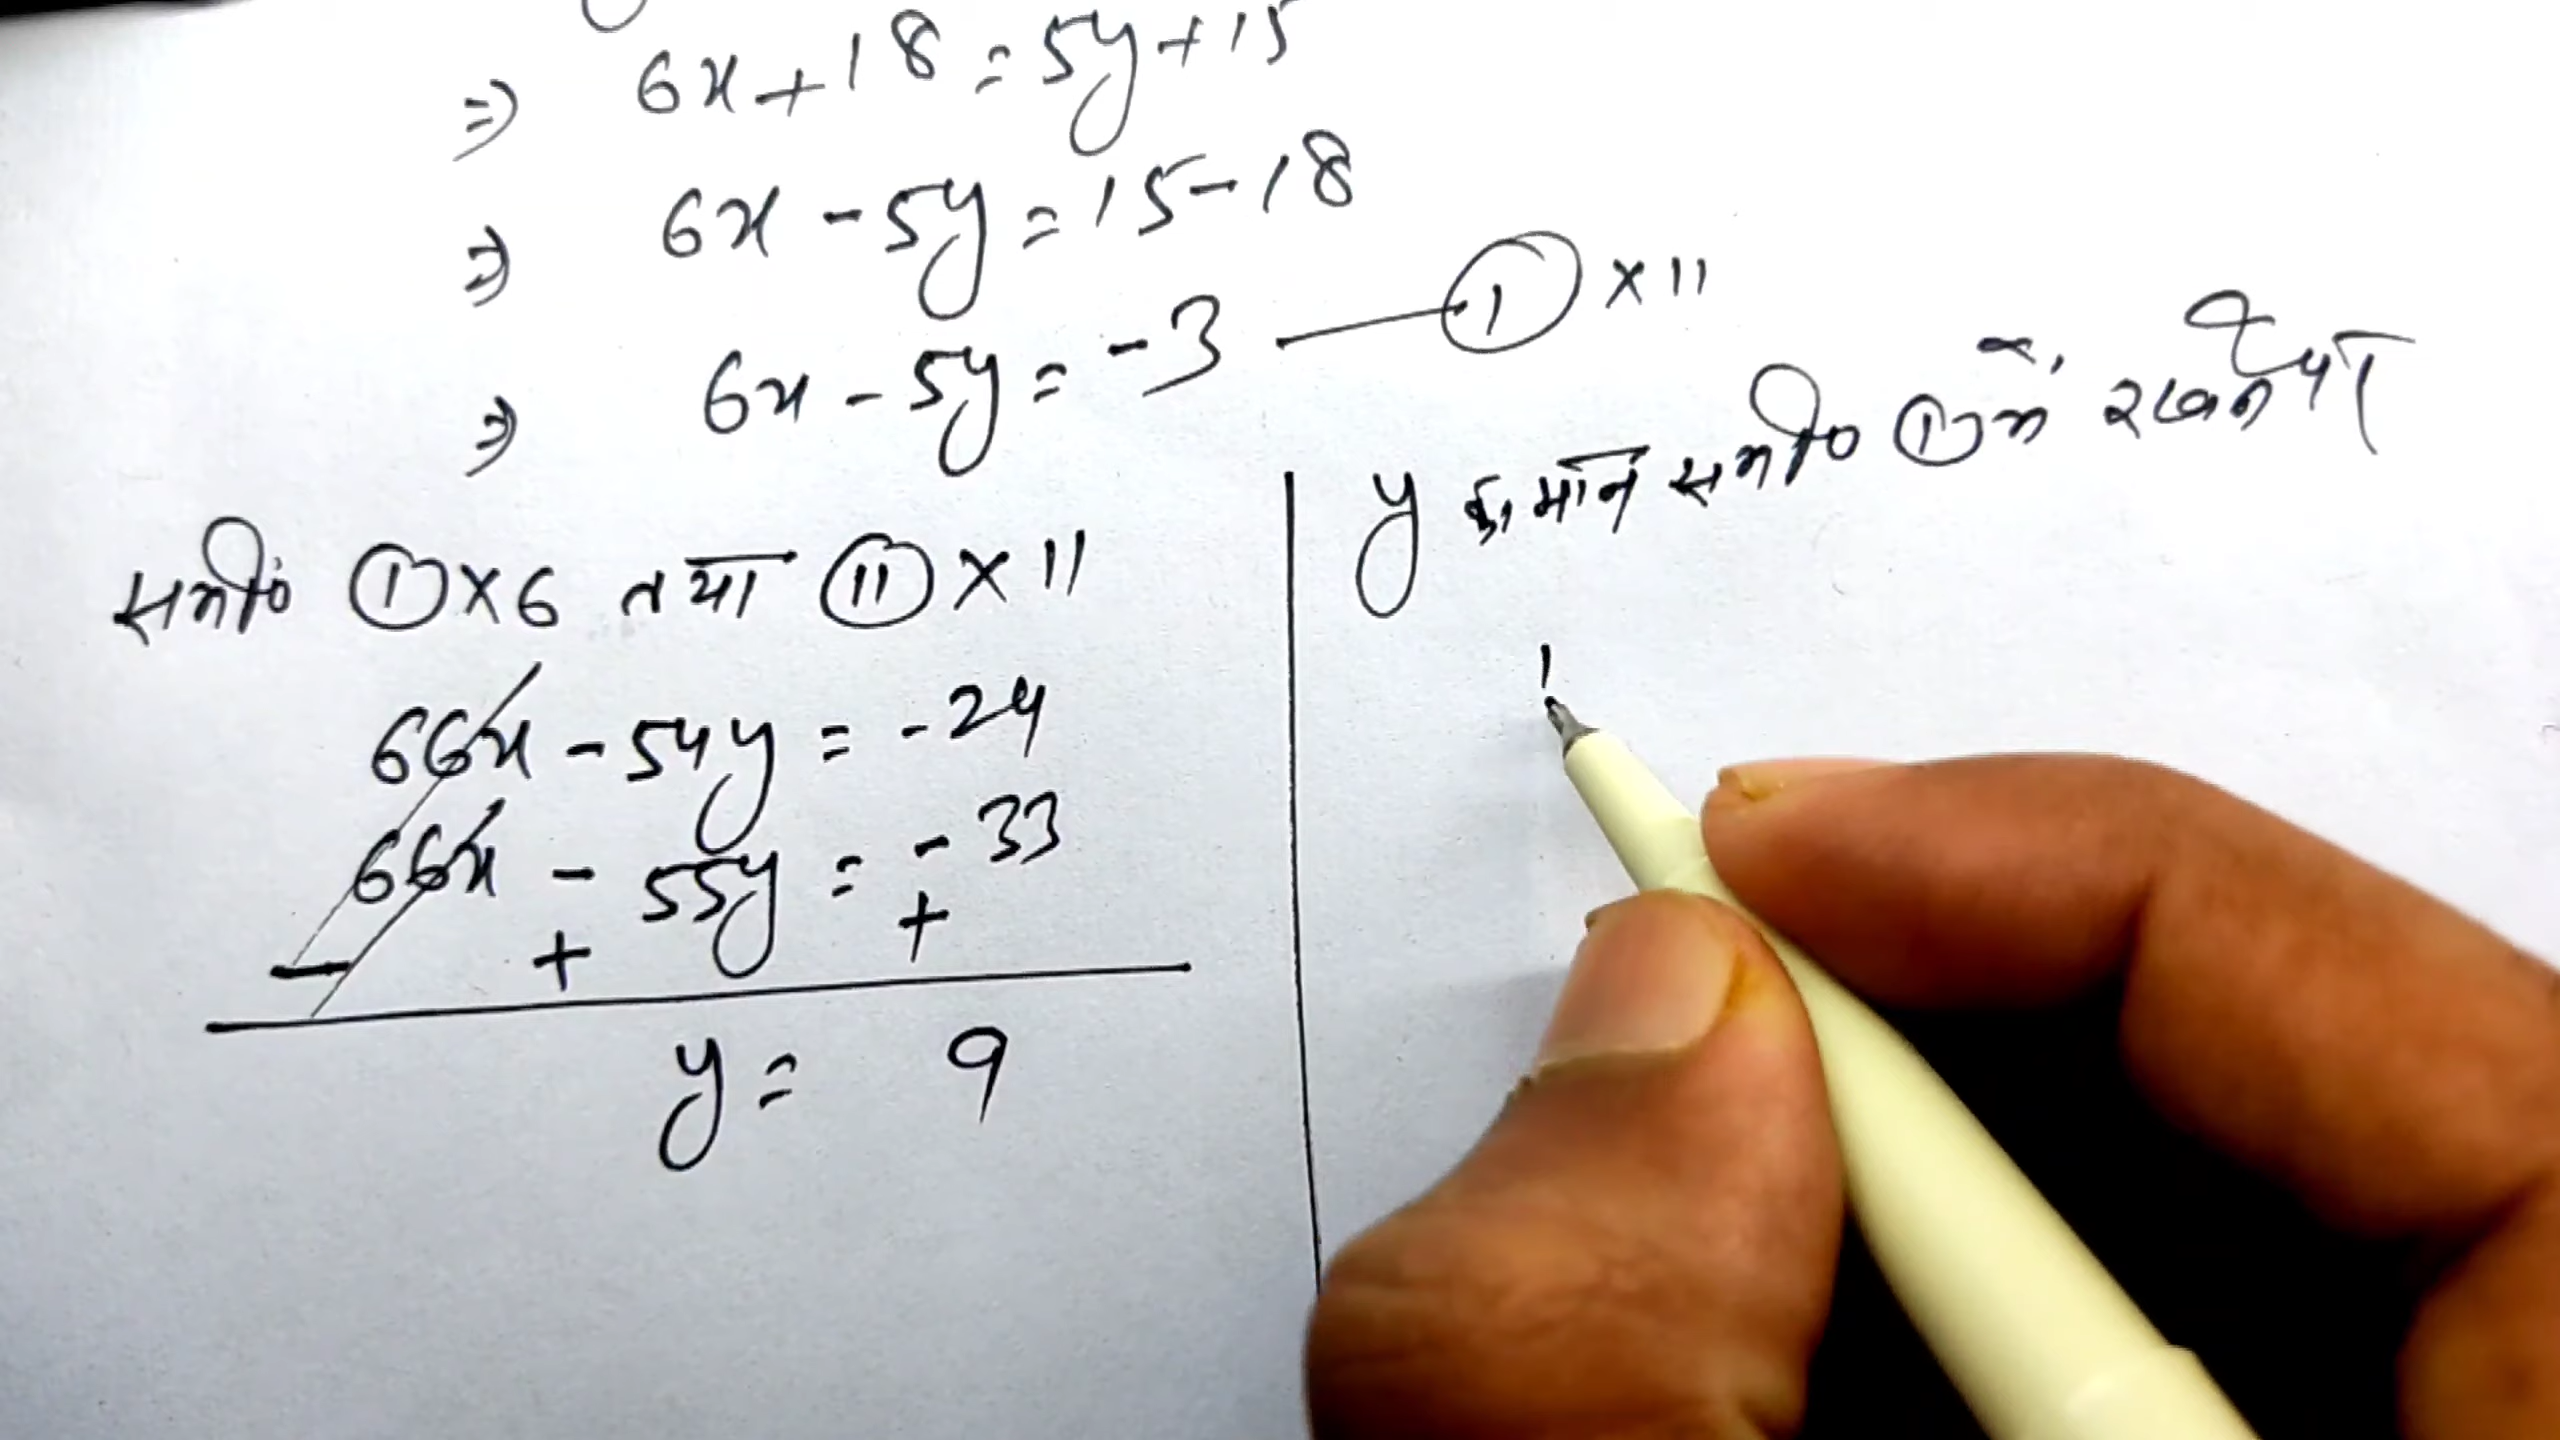 ⇒ 6x+18=5y+15
⇒ 6x-5y=15-18
⇒ 6x-5y=-3 — ⓘ ×11
समी० ① ×6 तथा ⑪ ×11
66x-54y=-24
66x-55y=-33
- + +
y= 9
y का मान समी० ① में रखने पर
1